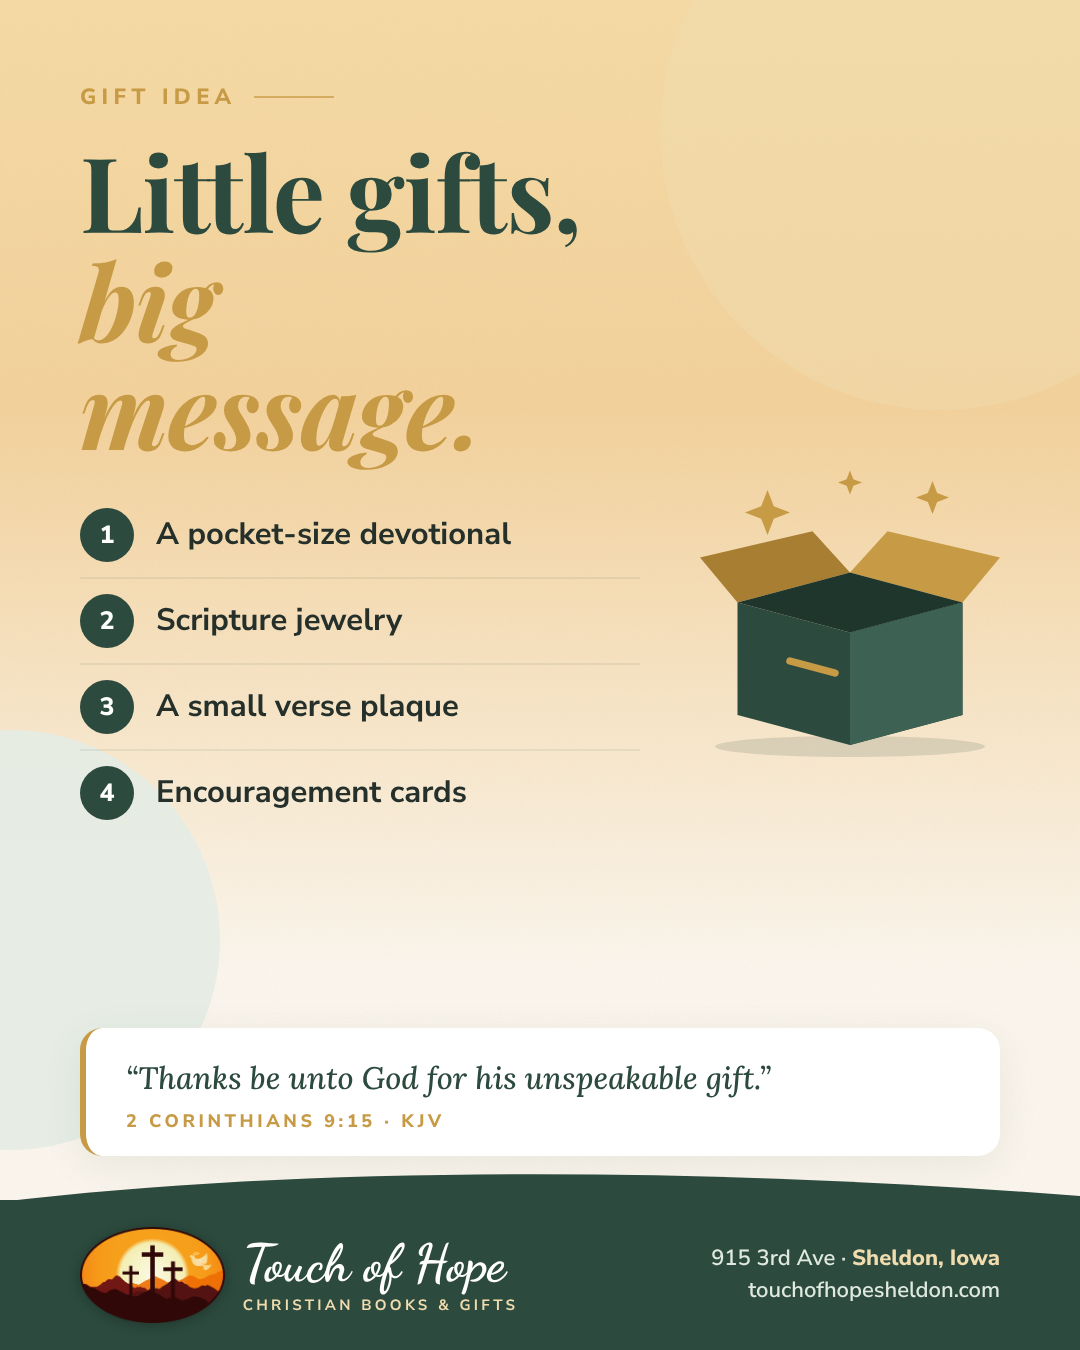 GIFT IDEA
Little gifts,
big
message.
1 A pocket-size devotional
2 Scripture jewelry
3 A small verse plaque
4 Encouragement cards
“Thanks be unto God for his unspeakable gift.”
2 CORINTHIANS 9:15 · KJV
Touch of Hope
CHRISTIAN BOOKS & GIFTS
915 3rd Ave · Sheldon, Iowa
touchofhopesheldon.com